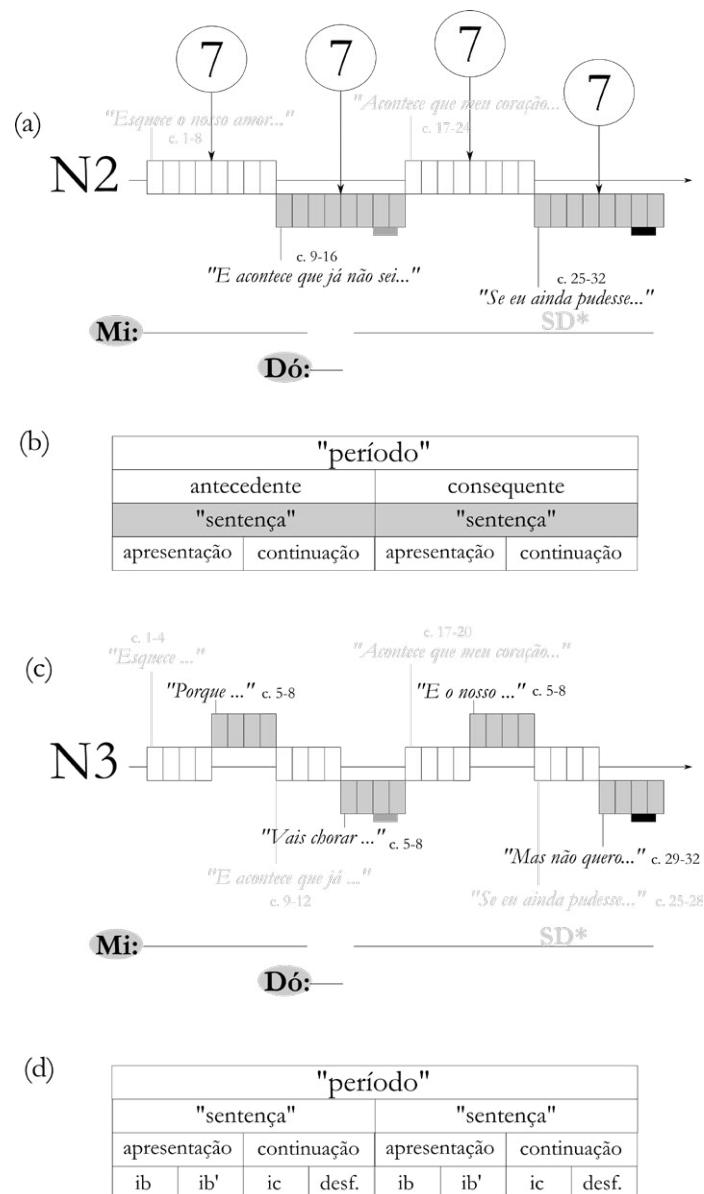 7 7 7 7
(a)
"Esquece o nosso amor..."
c. 1-8
"Acontece que meu coração...
c. 17-24
N2
c. 9-16
"E acontece que já não sei..."
c. 25-32
"Se eu ainda pudesse..."
SD*
Mi:
Dó:
(b)
"período"
antecedente consequente
"sentença" "sentença"
apresentação continuação apresentação continuação
(c)
c. 1-4
"Esquece ..."
c. 17-20
"Acontece que meu coração..."
"Porque ..." c. 5-8
"E o nosso ..." c. 5-8
N3
"Vais chorar ..." c. 5-8
"Mas não quero..." c. 29-32
"E acontece que já ..."
c. 9-12
"Se eu ainda pudesse..." c. 25-28
SD*
Mi:
Dó:
(d)
"período"
"sentença" "sentença"
apresentação continuação apresentação continuação
ib ib' ic desf. ib ib' ic desf.